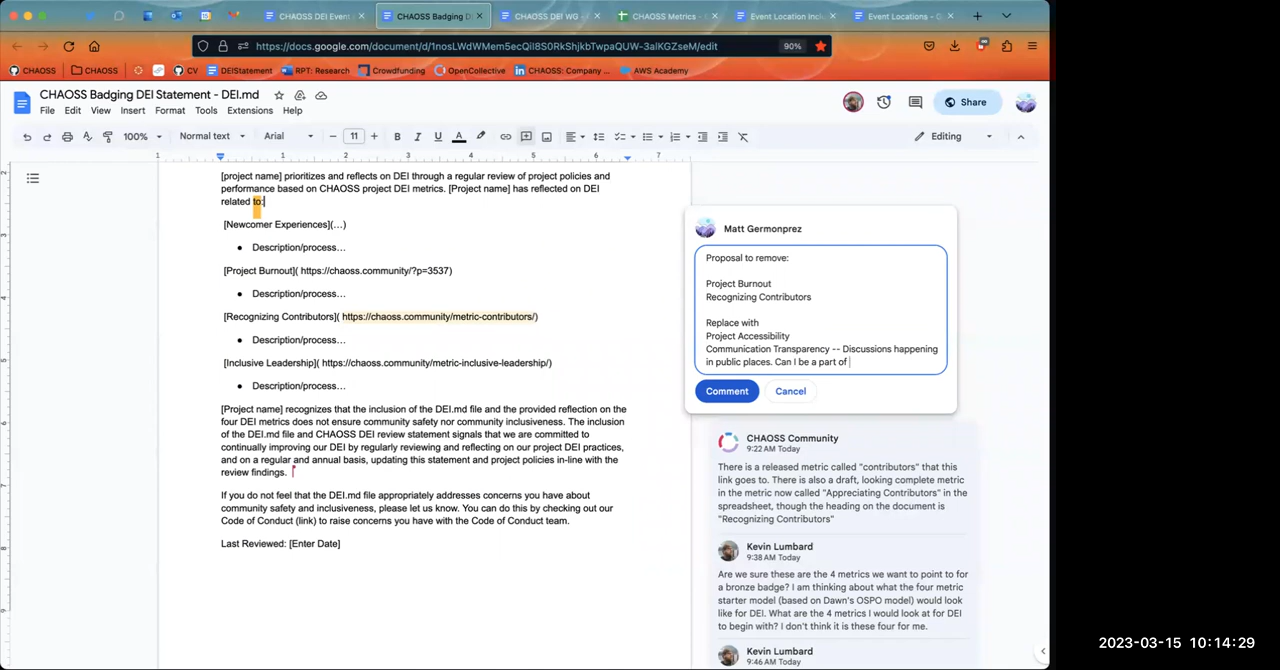 CHAOSS DEI Event
CHAOSS Badging D
CHAOSS DEI WG -
CHAOSS Metrics -
Event Location Incl
Event Locations - G
https://docs.google.com/document/d/1nosLWdWMem5ecQiI8S0RkShjkbTwpaQUW-3alKGZseM/edit
90%
CHAOSS
CHAOSS
CV
DEIStatement
RPT: Research
Crowdfunding
OpenCollective
CHAOSS: Company ...
AWS Academy
CHAOSS Badging DEI Statement - DEI.md
File Edit View Insert Format Tools Extensions Help
Share
100%
Normal text
Arial
11
Editing
1 1 2 3 4 5 6 7
[project name] prioritizes and reflects on DEI through a regular review of project policies and
performance based on CHAOSS project DEI metrics. [Project name] has reflected on DEI
related to:
[Newcomer Experiences](…)
• Description/process…
[Project Burnout]( https://chaoss.community/?p=3537)
• Description/process…
[Recognizing Contributors]( https://chaoss.community/metric-contributors/)
• Description/process…
[Inclusive Leadership]( https://chaoss.community/metric-inclusive-leadership/)
• Description/process…
[Project name] recognizes that the inclusion of the DEI.md file and the provided reflection on the
four DEI metrics does not ensure community safety nor community inclusiveness. The inclusion
of the DEI.md file and CHAOSS DEI review statement signals that we are committed to
continually improving our DEI by regularly reviewing and reflecting on our project DEI practices,
and on a regular and annual basis, updating this statement and project policies in-line with the
review findings.
If you do not feel that the DEI.md file appropriately addresses concerns you have about
community safety and inclusiveness, please let us know. You can do this by checking out our
Code of Conduct (link) to raise concerns you have with the Code of Conduct team.
Last Reviewed: [Enter Date]
Matt Germonprez
Proposal to remove:
Project Burnout
Recognizing Contributors
Replace with
Project Accessibility
Communication Transparency -- Discussions happening
in public places. Can I be a part of
Comment
Cancel
CHAOSS Community
9:22 AM Today
There is a released metric called "contributors" that this
link goes to. There is also a draft, looking complete metric
in the metric now called "Appreciating Contributors" in the
spreadsheet, though the heading on the document is
"Recognizing Contributors"
Kevin Lumbard
9:38 AM Today
Are we sure these are the 4 metrics we want to point to for
a bronze badge? I am thinking about what the four metric
starter model (based on Dawn's OSPO model) would look
like for DEI. What are the 4 metrics I would look at for DEI
to begin with? I don't think it is these four for me.
Kevin Lumbard
9:46 AM Today
2023-03-15 10:14:29